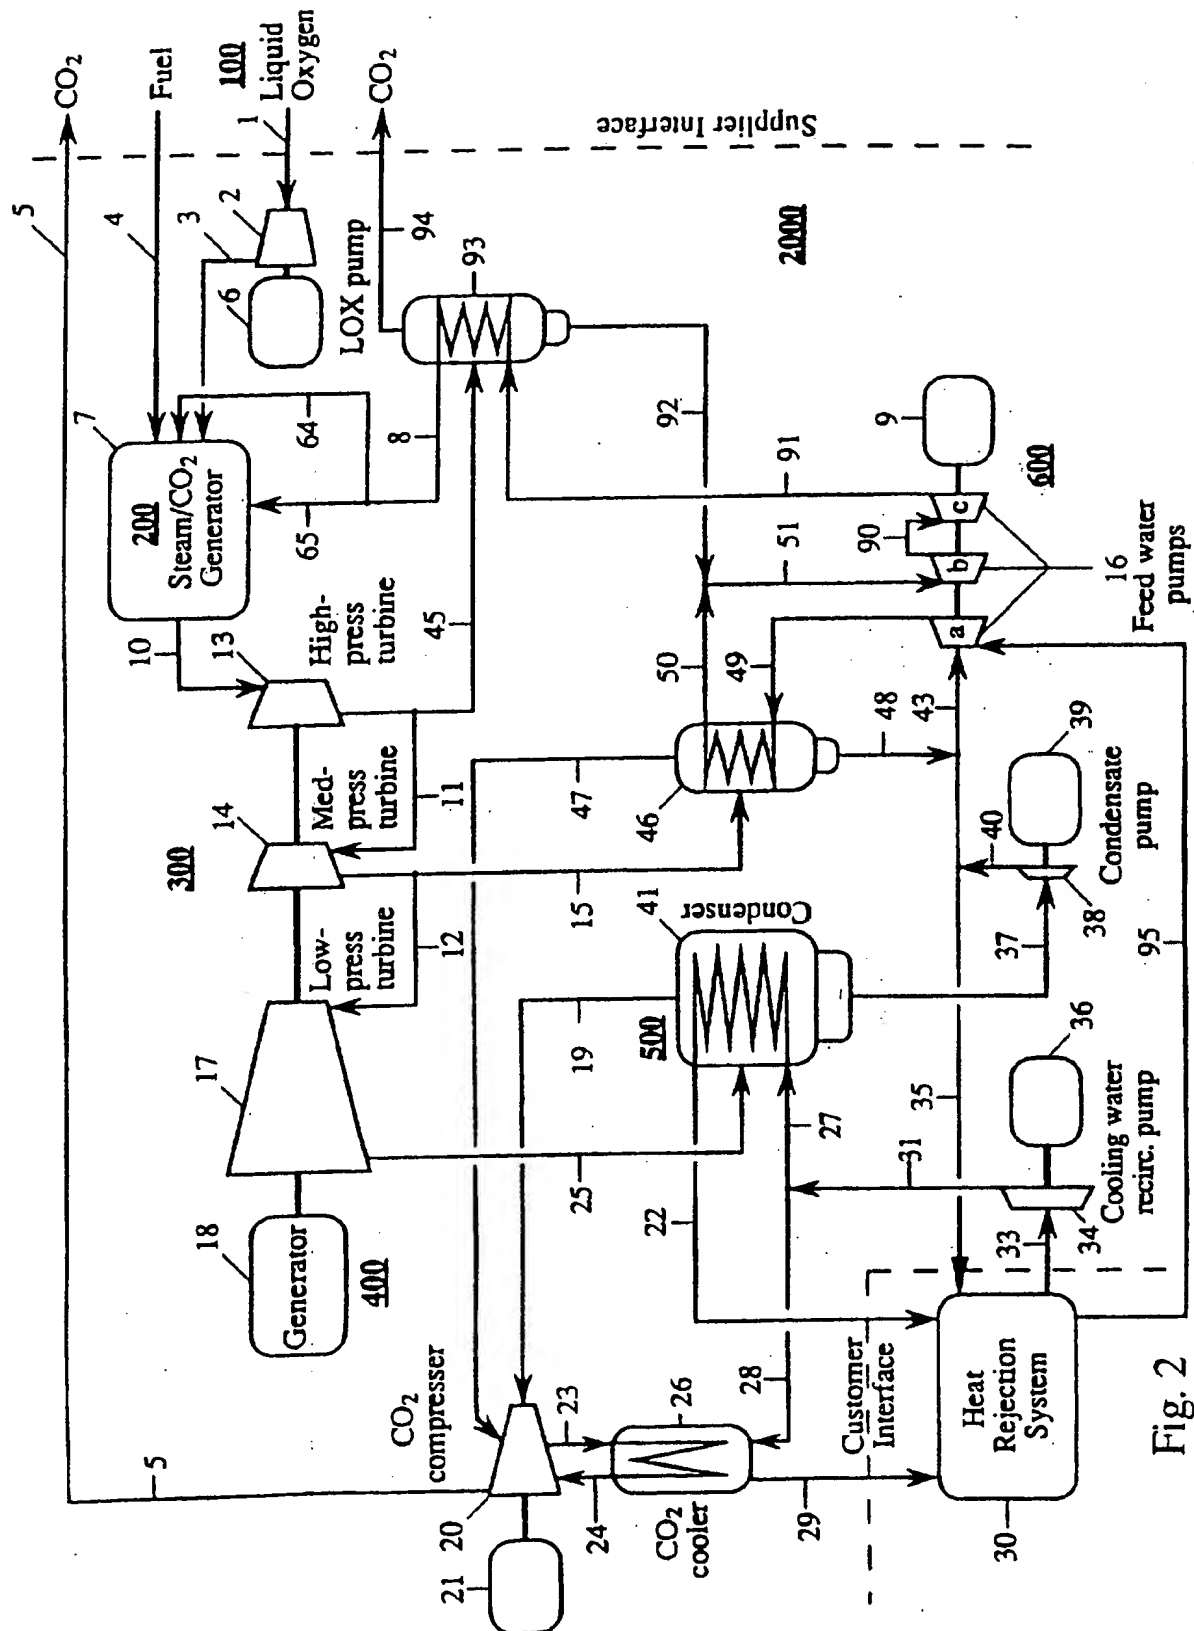 5
CO2
4
Fuel
100
3
2
1
Liquid
Oxygen
6
LOX pump
CO2
94
Supplier Interface
7
200
Steam/CO2
Generator
64
65
8
93
2000
10
13
High-
press
turbine
45
92
91
9
600
300
14
Med-
press
turbine
11
50
49
51
90
a
b
c
16
Feed water
pumps
47
46
48
43
39
17
Low-
press
turbine
12
15
41
Condenser
40
Condensate
pump
38
37
95
18
Generator
400
19
500
25
22
27
35
31
36
Cooling water
recirc. pump
33
34
CO2
compresser
5
20
21
23
24
26
CO2
cooler
28
29
Customer
Interface
Heat
Rejection
System
30
Fig. 2